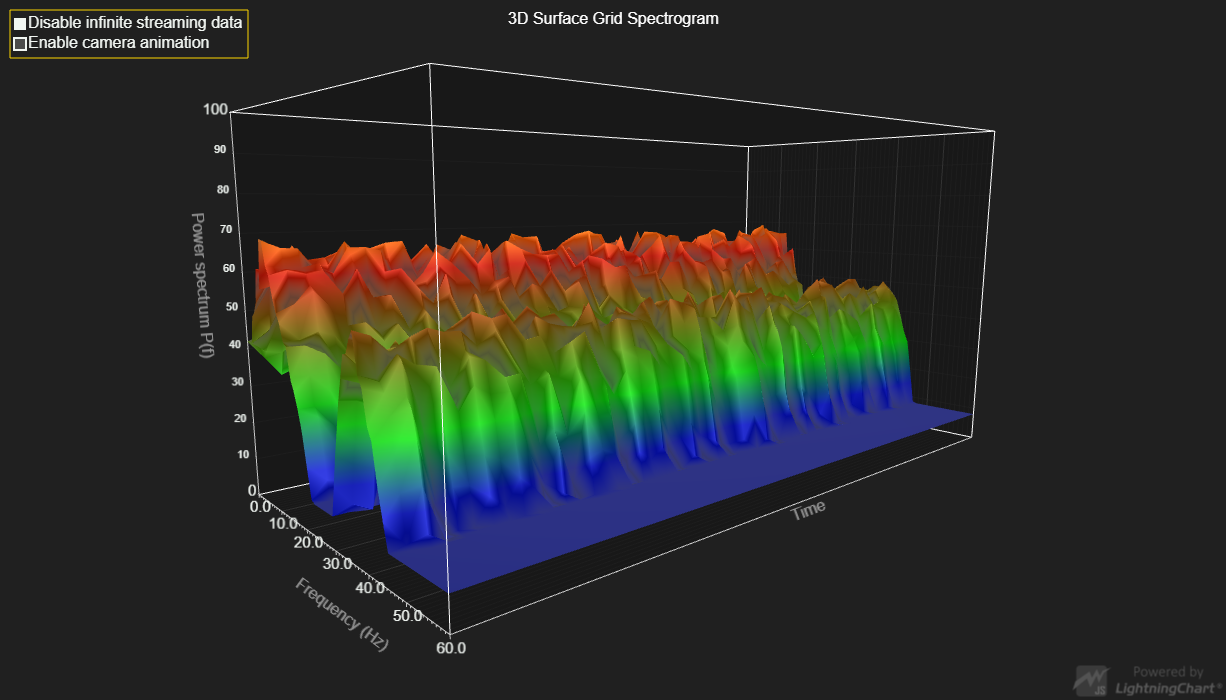 3D Surface Grid Spectrogram
Disable infinite streaming data
Enable camera animation
100
90
80
70
60
50
40
30
20
10
0
Power spectrum P(f)
0.0
10.0
20.0
30.0
40.0
50.0
60.0
Frequency (Hz)
Time
Powered by
JS LightningChart®